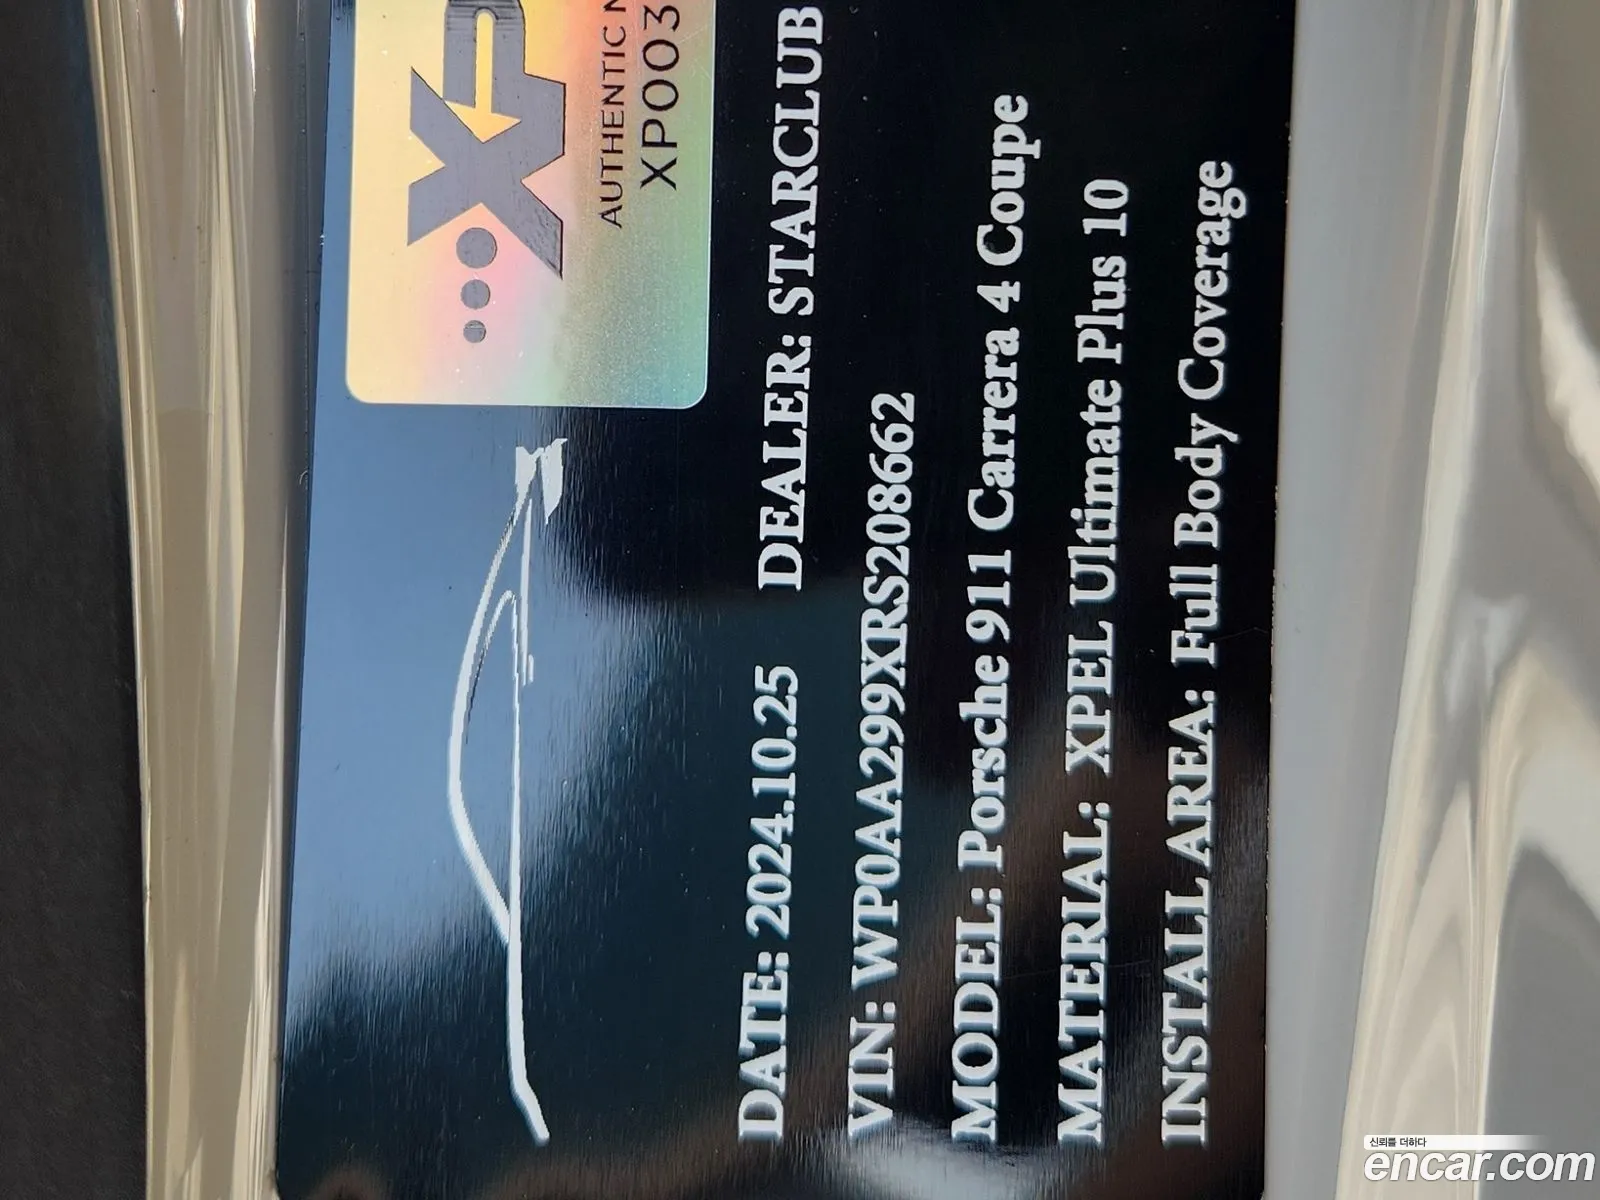 XP
AUTHENTIC
XP003
DATE: 2024.10.25 DEALER: STARCLUB
VIN: WP0AA299XRS208662
MODEL: Porsche 911 Carrera 4 Coupe
MATERIAL: XPEL Ultimate Plus 10
INSTALL AREA: Full Body Coverage
신뢰를 더하다
encar.com